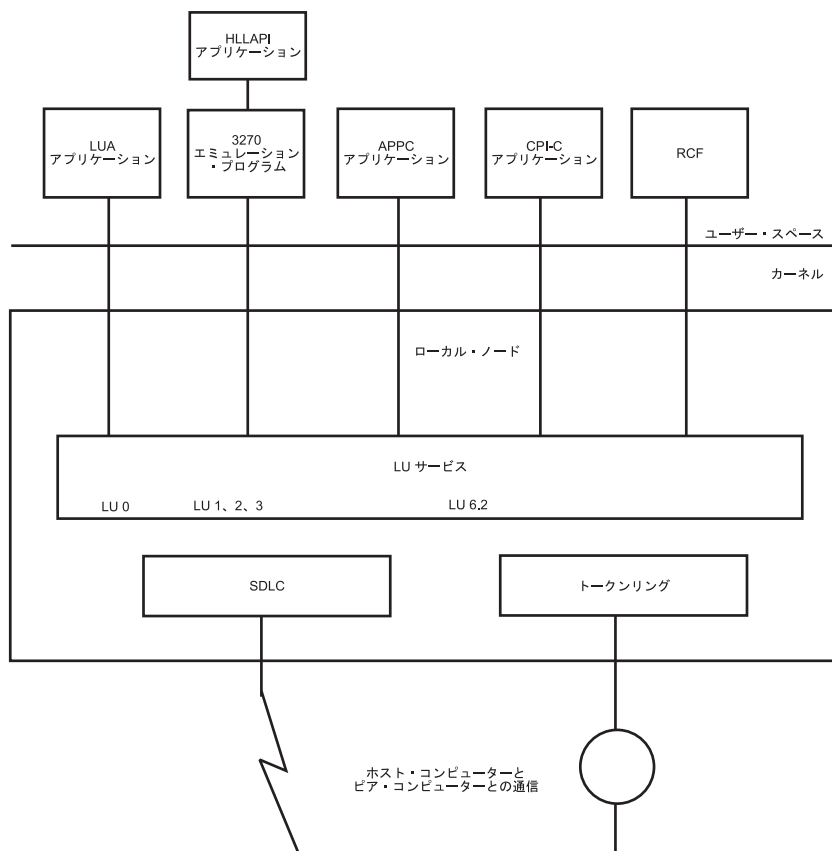 HLLAPI
アプリケーション
LUA
アプリケーション
3270
エミュレーション
・プログラム
APPC
アプリケーション
CPI-C
アプリケーション
RCF
ユーザー・スペース
カーネル
ローカル・ノード
LU サービス
LU 0
LU 1、2、3
LU 6.2
SDLC
トークンリング
ホスト・コンピューターと
ピア・コンピューターとの通信